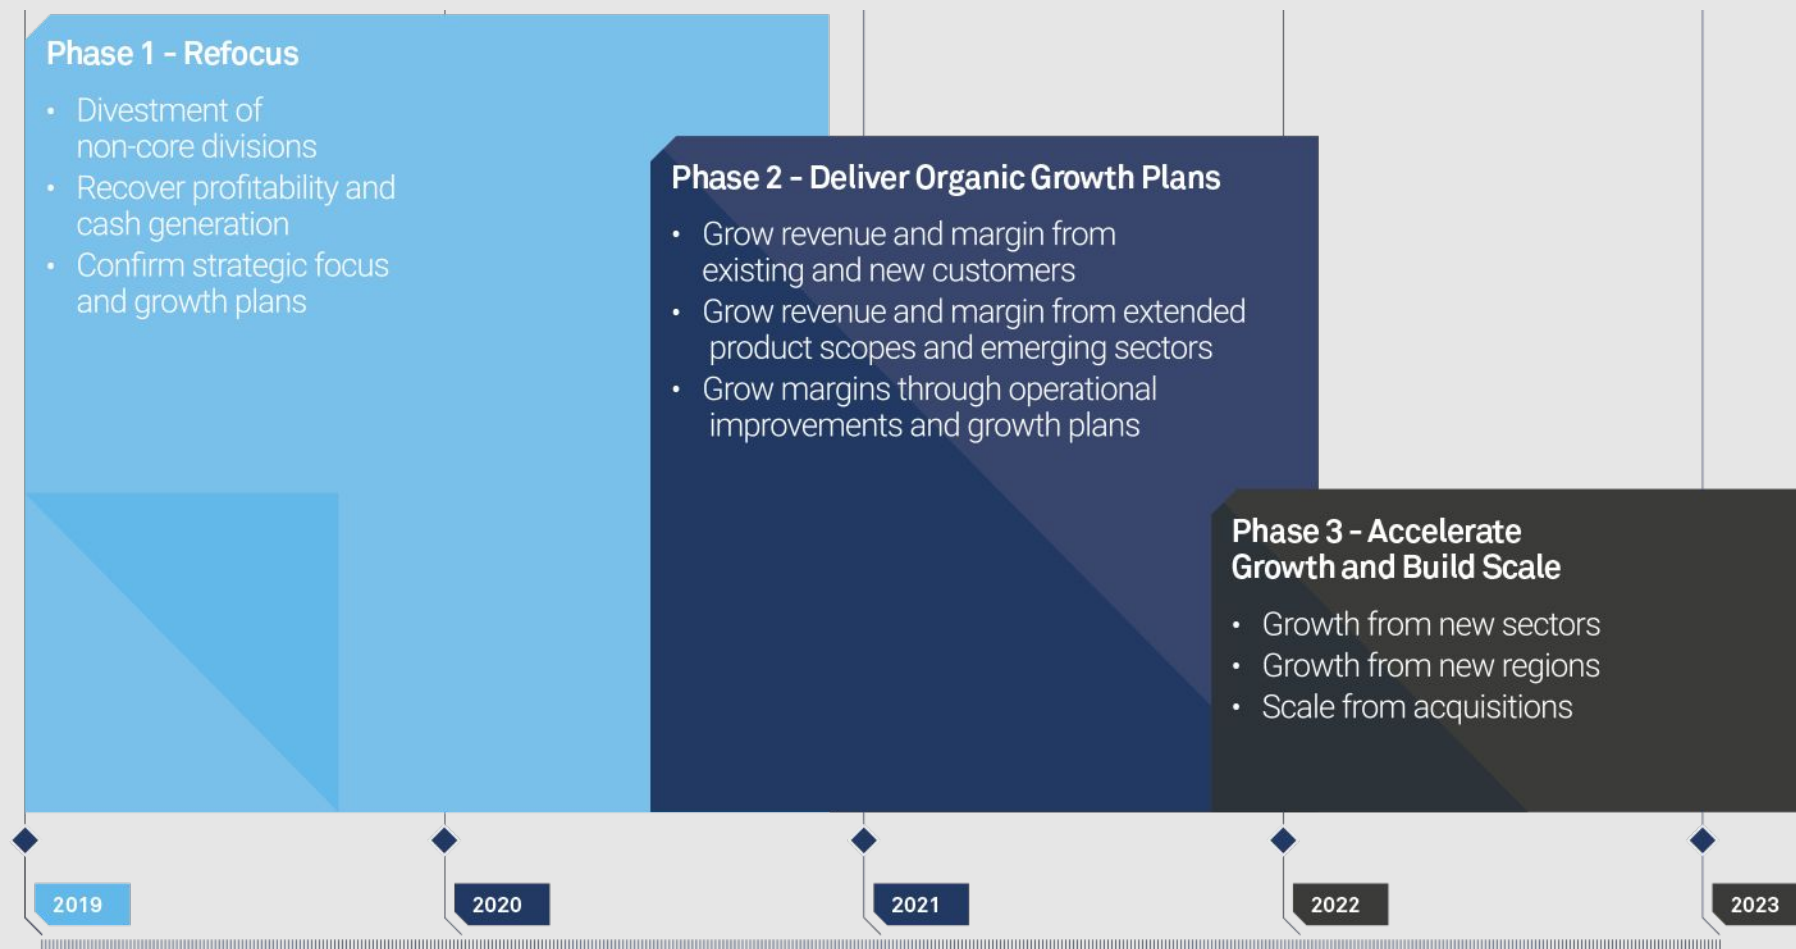 Phase 1 - Refocus
• Divestment of
non-core divisions
• Recover profitability and
cash generation
• Confirm strategic focus
and growth plans
Phase 2 - Deliver Organic Growth Plans
• Grow revenue and margin from
existing and new customers
• Grow revenue and margin from extended
product scopes and emerging sectors
• Grow margins through operational
improvements and growth plans
Phase 3 - Accelerate
Growth and Build Scale
• Growth from new sectors
• Growth from new regions
• Scale from acquisitions
2019
2020
2021
2022
2023